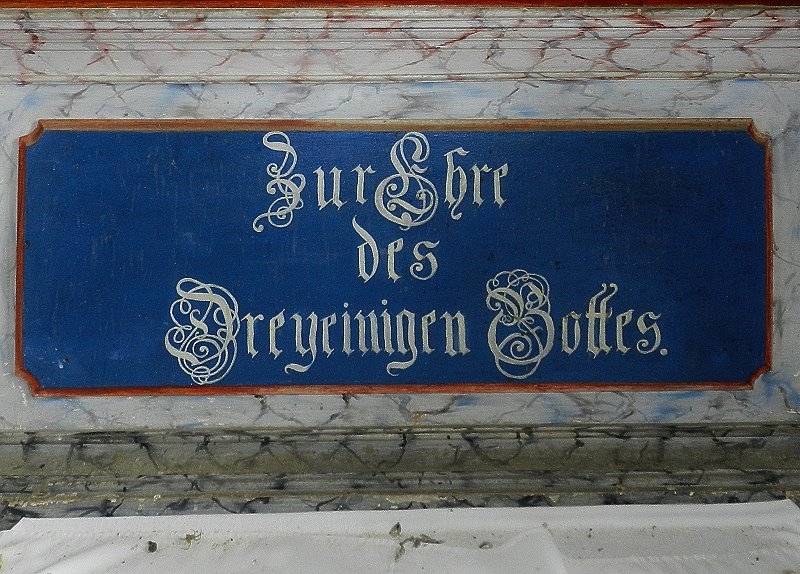 Zur Ehre
des
Dreyeinigen Gottes.